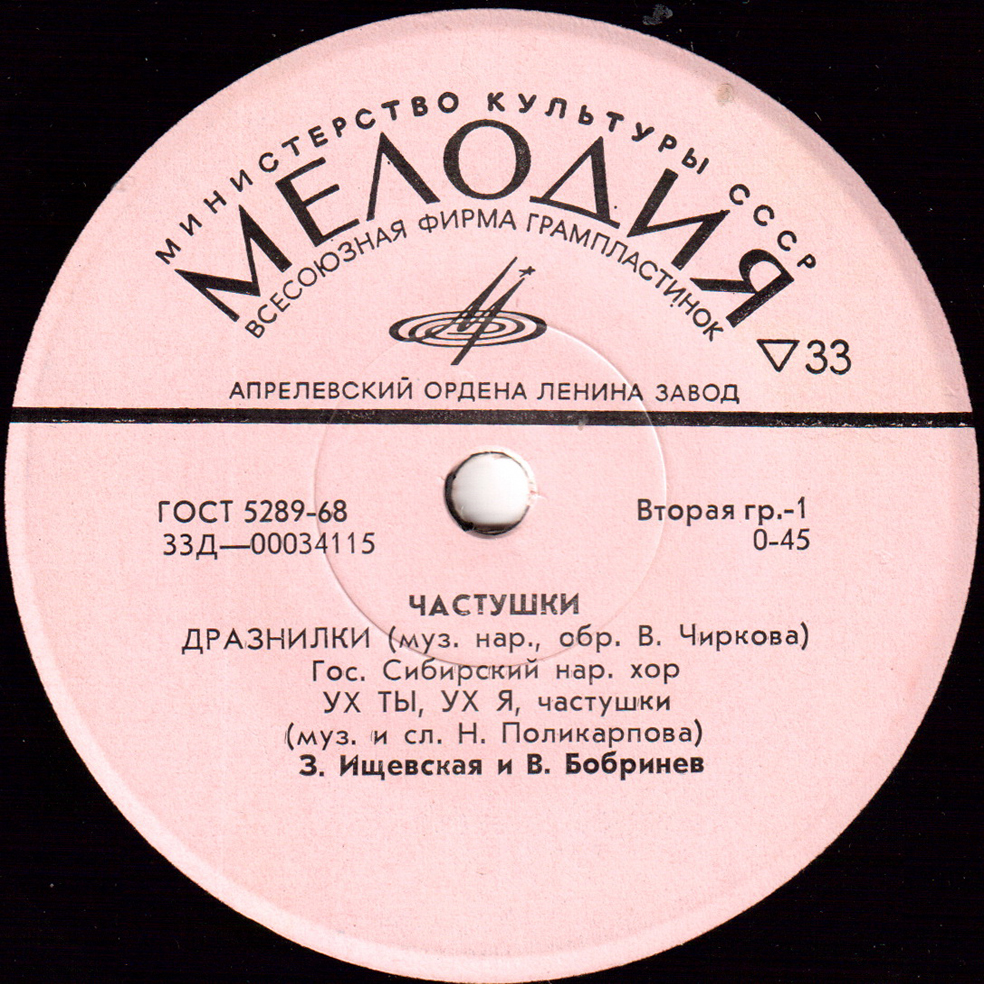 МИНИСТЕРСТВО КУЛЬТУРЫ СССР
МЕЛОДИЯ
ВСЕСОЮЗНАЯ ФИРМА ГРАМПЛАСТИНОК
▽33
АПРЕЛЕВСКИЙ ОРДЕНА ЛЕНИНА ЗАВОД
ГОСТ 5289-68
33Д—00034115
Вторая гр.-1
0-45
ЧАСТУШКИ
ДРАЗНИЛКИ (муз. нар., обр. В. Чиркова)
Гос. Сибирский нар. хор
УХ ТЫ, УХ Я, частушки
(муз. и сл. Н. Поликарпова)
З. Ищевская и В. Бобринев